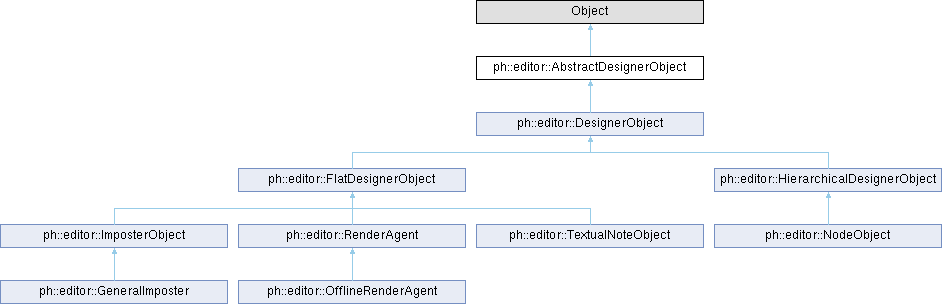 Object
ph::editor::AbstractDesignerObject
ph::editor::DesignerObject
ph::editor::FlatDesignerObject
ph::editor::HierarchicalDesignerObject
ph::editor::ImposterObject
ph::editor::RenderAgent
ph::editor::TextualNoteObject
ph::editor::NodeObject
ph::editor::GeneralImposter
ph::editor::OfflineRenderAgent